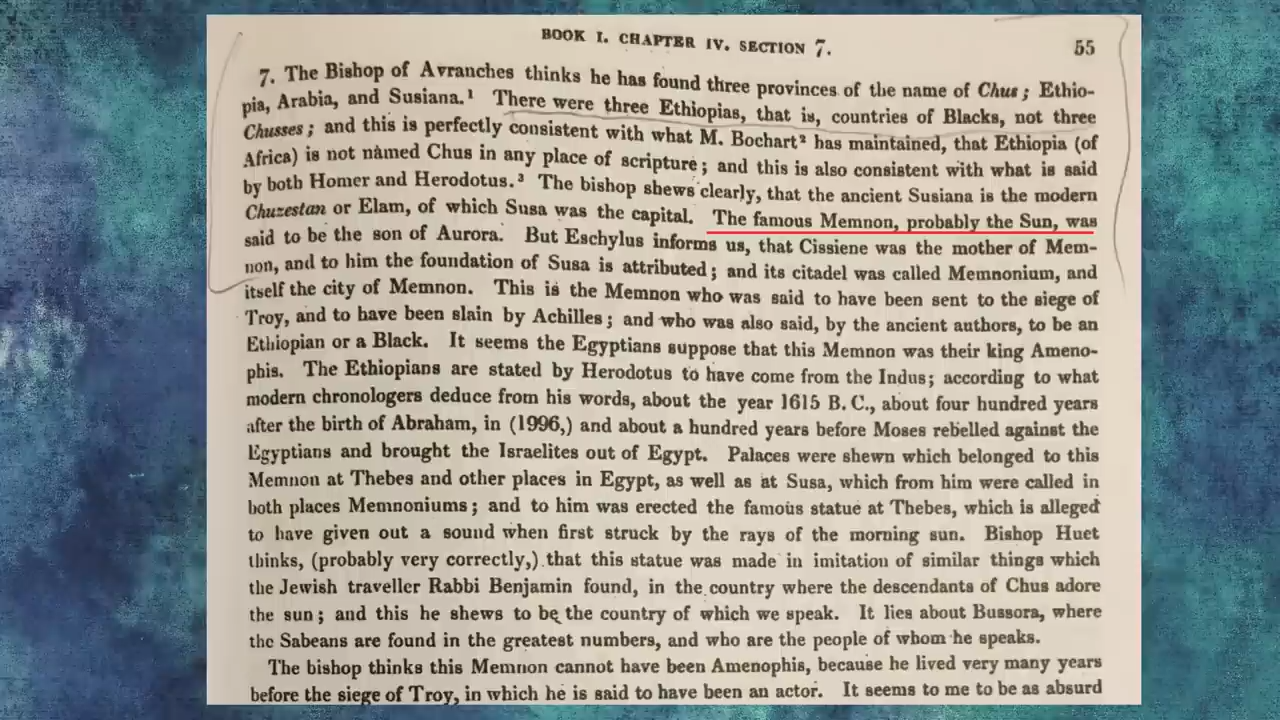 BOOK I. CHAPTER IV. SECTION 7.
55
7. The Bishop of Avranches thinks he has found three provinces of the name of Chus; Ethio-
pia, Arabia, and Susiana.¹ There were three Ethiopias, that is, countries of Blacks, not three
Chusses; and this is perfectly consistent with what M. Bochart² has maintained, that Ethiopia (of
Africa) is not named Chus in any place of scripture; and this is also consistent with what is said
by both Homer and Herodotus.³ The bishop shews clearly, that the ancient Susiana is the modern
Chuzestan or Elam, of which Susa was the capital. The famous Memnon, probably the Sun, was
said to be the son of Aurora. But Eschylus informs us, that Cissiene was the mother of Mem-
non, and to him the foundation of Susa is attributed; and its citadel was called Memnonium, and
itself the city of Memnon. This is the Memnon who was said to have been sent to the siege of
Troy, and to have been slain by Achilles; and who was also said, by the ancient authors, to be an
Ethiopian or a Black. It seems the Egyptians suppose that this Memnon was their king Ameno-
phis. The Ethiopians are stated by Herodotus to have come from the Indus; according to what
modern chronologers deduce from his words, about the year 1615 B. C., about four hundred years
after the birth of Abraham, in (1996,) and about a hundred years before Moses rebelled against the
Egyptians and brought the Israelites out of Egypt. Palaces were shewn which belonged to this
Memnon at Thebes and other places in Egypt, as well as at Susa, which from him were called in
both places Memnoniums; and to him was erected the famous statue at Thebes, which is alleged
to have given out a sound when first struck by the rays of the morning sun. Bishop Huet
thinks, (probably very correctly,) that this statue was made in imitation of similar things which
the Jewish traveller Rabbi Benjamin found, in the country where the descendants of Chus adore
the sun; and this he shews to be the country of which we speak. It lies about Bussora, where
the Sabeans are found in the greatest numbers, and who are the people of whom he speaks.
The bishop thinks this Memnon cannot have been Amenophis, because he lived very many years
before the siege of Troy, in which he is said to have been an actor. It seems to me to be as absurd